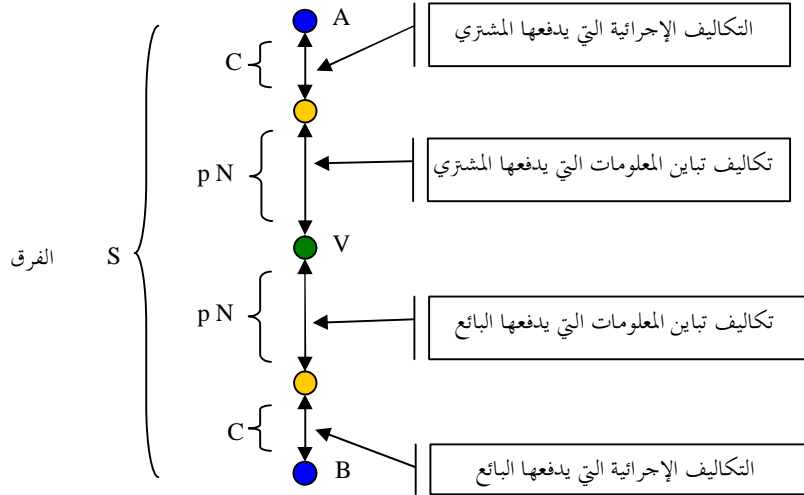 A
التكاليف الإجرائية التي يدفعها المشتري
C
p N
تكاليف تباين المعلومات التي يدفعها المشتري
V
الفرق
S
p N
تكاليف تباين المعلومات التي يدفعها البائع
C
B
التكاليف الإجرائية التي يدفعها البائع